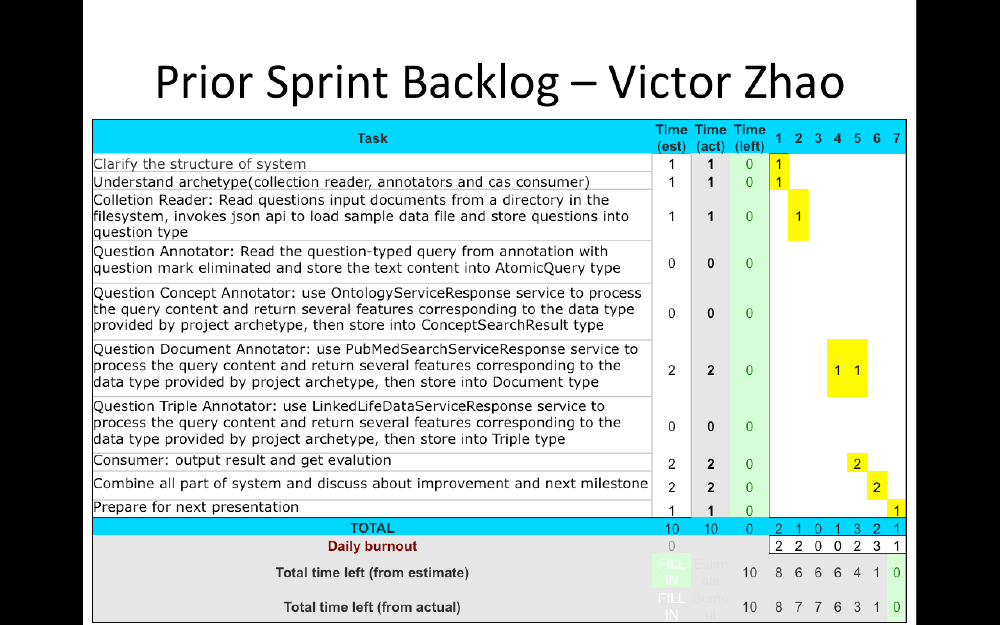 Prior Sprint Backlog – Victor Zhao
Task Time (est) Time (act) Time (left) 1 2 3 4 5 6 7
Clarify the structure of system 1 1 0 1
Understand archetype(collection reader, annotators and cas consumer) 1 1 0 1
Colletion Reader: Read questions input documents from a directory in the
filesystem, invokes json api to load sample data file and store questions into 1 1 0 1
question type
Question Annotator: Read the question-typed query from annotation with
question mark eliminated and store the text content into AtomicQuery type 0 0 0
Question Concept Annotator: use OntologyServiceResponse service to process
the query content and return several features corresponding to the data type 0 0 0
provided by project archetype, then store into ConceptSearchResult type
Question Document Annotator: use PubMedSearchServiceResponse service to
process the query content and return several features corresponding to the 2 2 0 1 1
data type provided by project archetype, then store into Document type
Question Triple Annotator: use LinkedLifeDataServiceResponse service to
process the query content and return several features corresponding to the 0 0 0
data type provided by project archetype, then store into Triple type
Consumer: output result and get evalution 2 2 0 2
Combine all part of system and discuss about improvement and next milestone 2 2 0 2
Prepare for next presentation 1 1 0 1
TOTAL 10 10 0 2 1 0 1 3 2 1
Daily burnout 0 2 2 0 0 2 3 1
Total time left (from estimate) FILL IN Estimate 10 8 6 6 6 4 1 0
Total time left (from actual) FILL IN Burnout 10 8 7 7 6 3 1 0